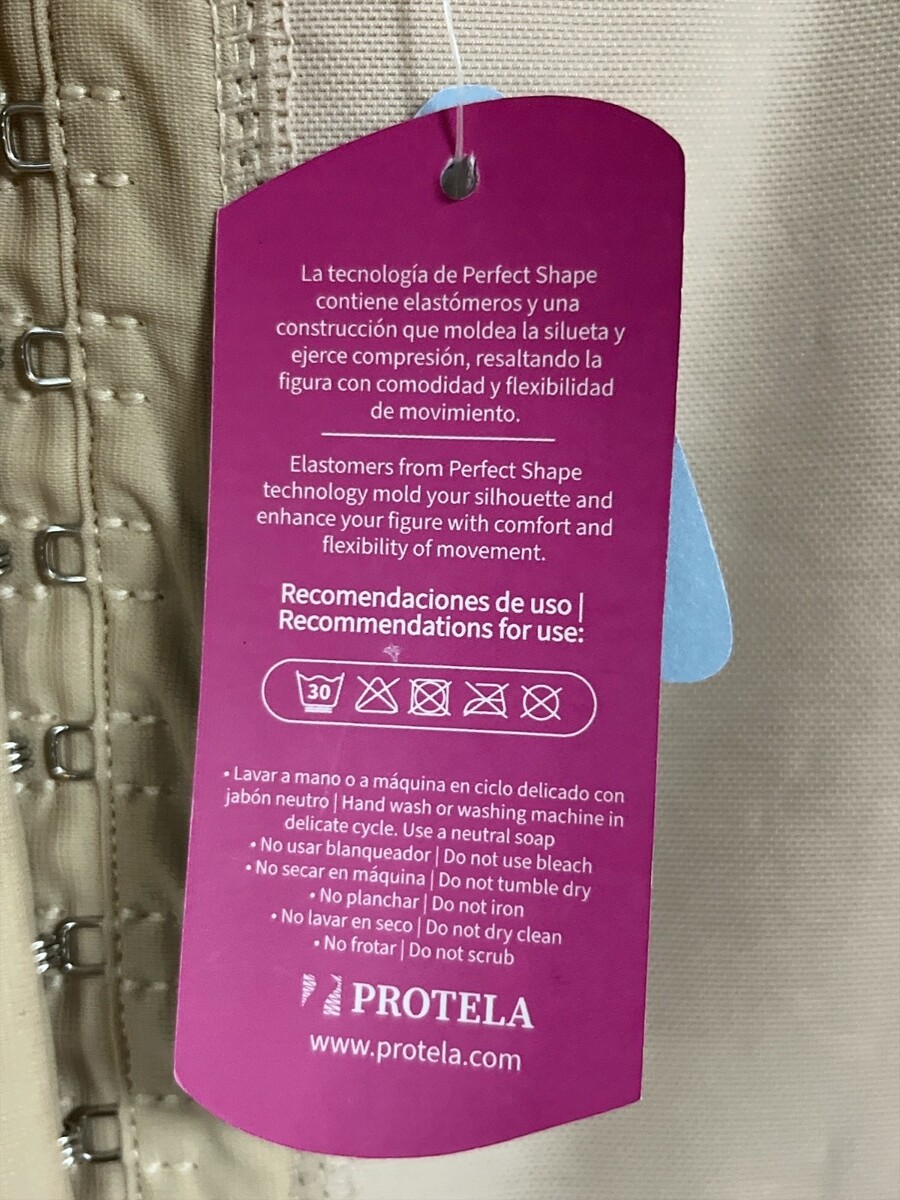 La tecnología de Perfect Shape
contiene elastómeros y una
construcción que moldea la silueta y
ejerce compresión, resaltando la
figura con comodidad y flexibilidad
de movimiento.
Elastomers from Perfect Shape
technology mold your silhouette and
enhance your figure with comfort and
flexibility of movement.
Recomendaciones de uso |
Recommendations for use:
30
• Lavar a mano o a máquina en ciclo delicado con
jabón neutro | Hand wash or washing machine in
delicate cycle. Use a neutral soap
• No usar blanqueador | Do not use bleach
• No secar en máquina | Do not tumble dry
• No planchar | Do not iron
• No lavar en seco | Do not dry clean
• No frotar | Do not scrub
PROTELA
www.protela.com